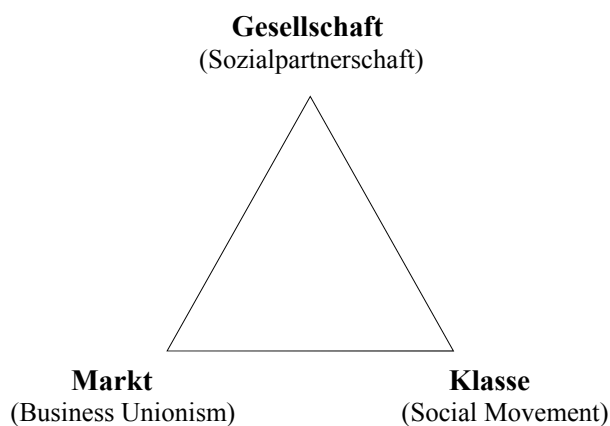 Gesellschaft
(Sozialpartnerschaft)
Markt
(Business Unionism)
Klasse
(Social Movement)